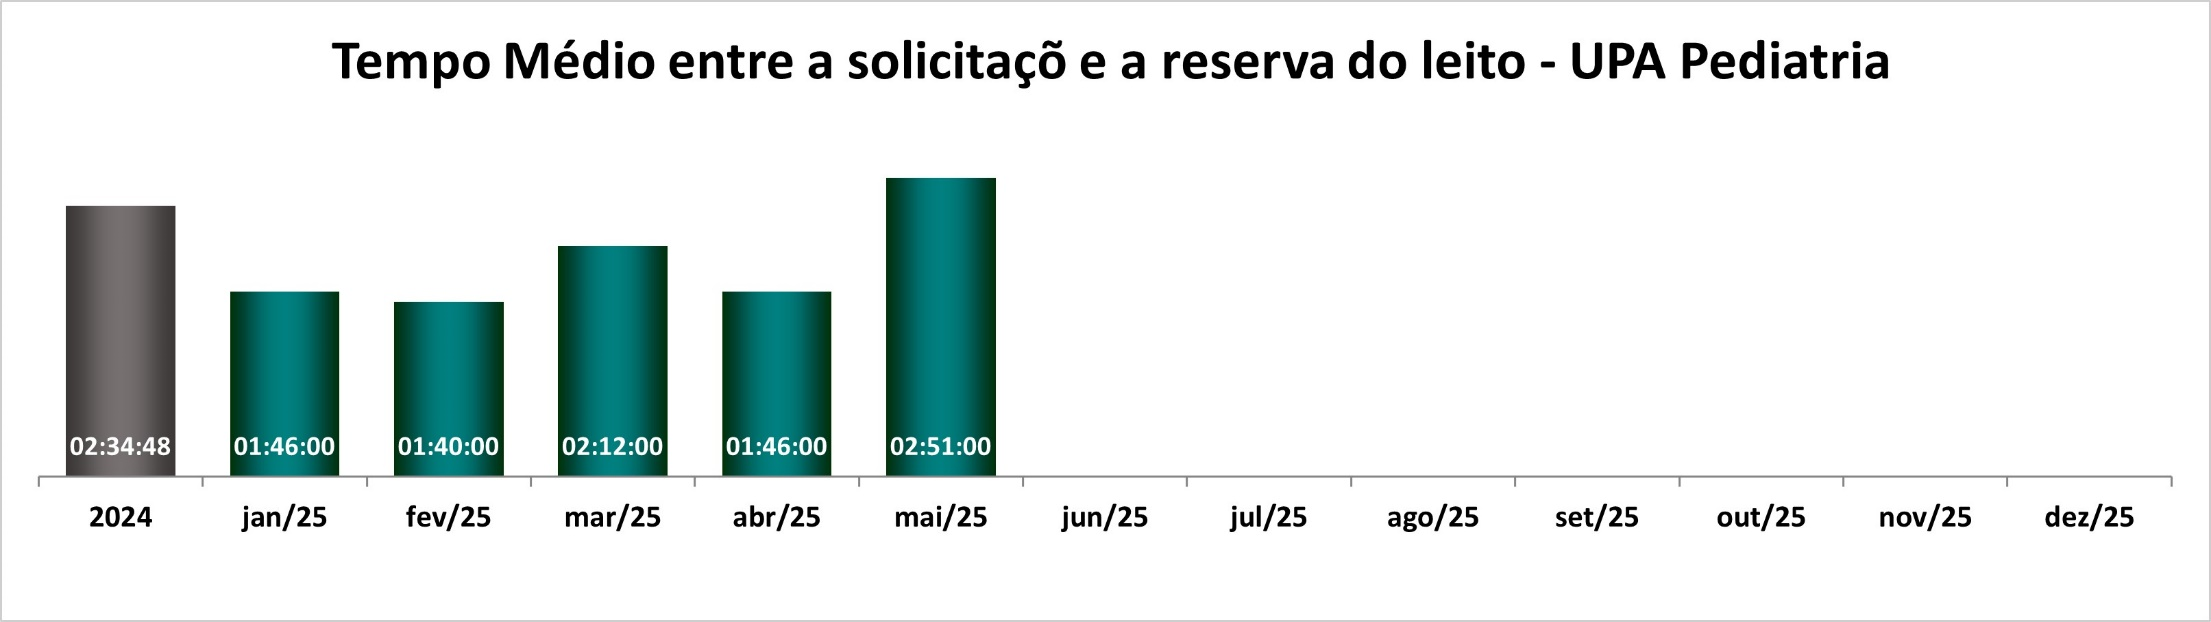 Tempo Médio entre a solicitaçõ e a reserva do leito - UPA Pediatria
02:34:48 01:46:00 01:40:00 02:12:00 01:46:00 02:51:00
2024 jan/25 fev/25 mar/25 abr/25 mai/25 jun/25 jul/25 ago/25 set/25 out/25 nov/25 dez/25